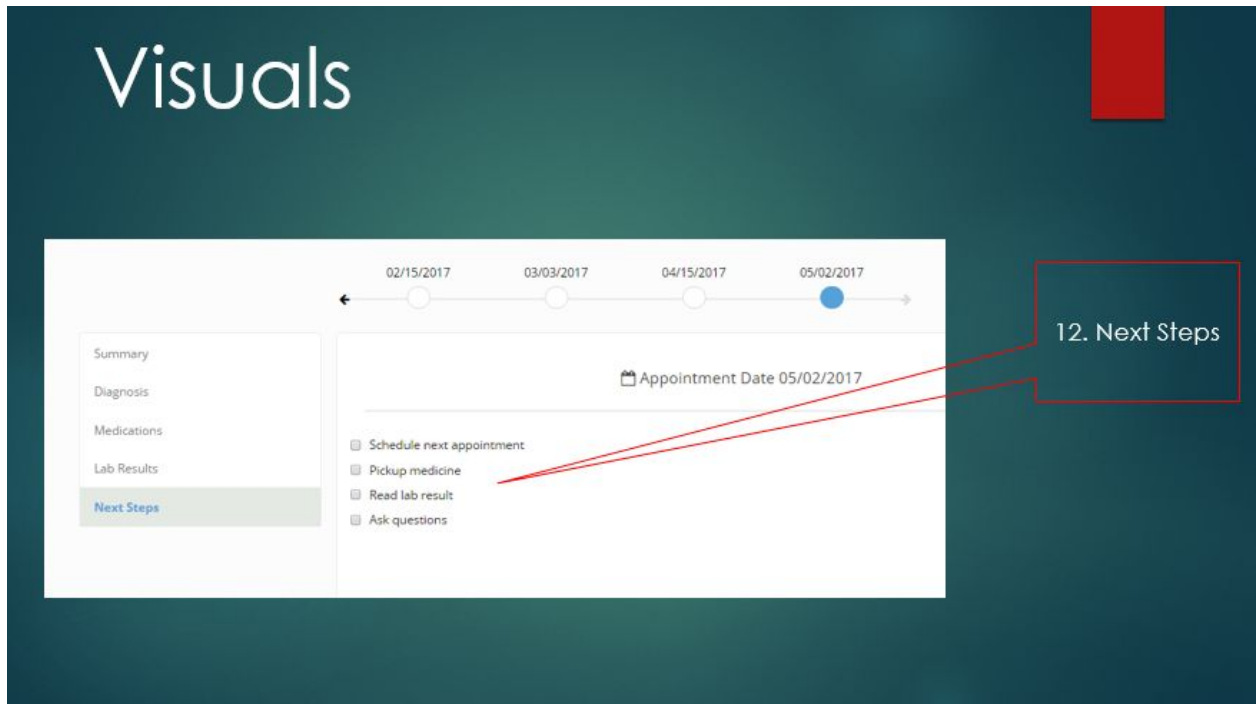 Visuals
02/15/2017 03/03/2017 04/15/2017 05/02/2017
Summary
Diagnosis
Medications
Lab Results
Next Steps
Appointment Date 05/02/2017
Schedule next appointment
Pickup medicine
Read lab result
Ask questions
12. Next Steps